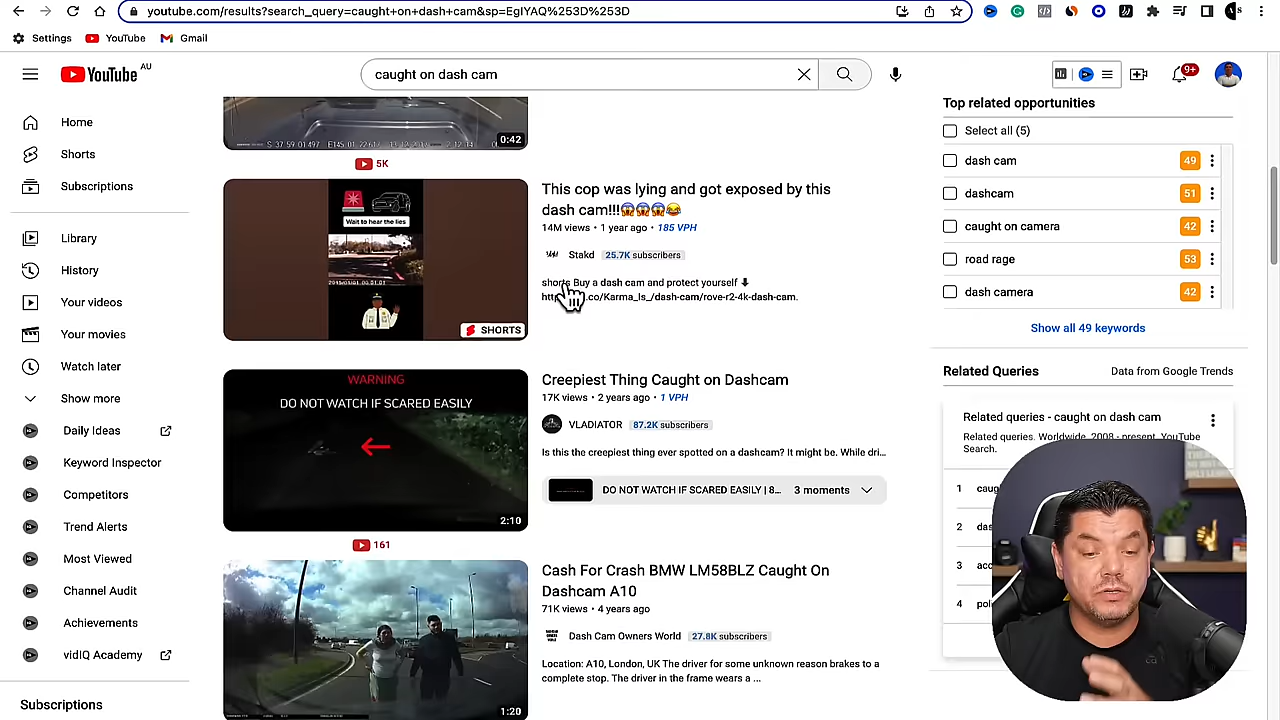 youtube.com/results?search_query=caught+on+dash+cam&sp=EgIYAQ%253D%253D
Settings
YouTube
Gmail
YouTube AU
caught on dash cam
9+
Home
Shorts
Subscriptions
Library
History
Your videos
Your movies
Watch later
Show more
Daily Ideas
Keyword Inspector
Competitors
Trend Alerts
Most Viewed
Channel Audit
Achievements
vidIQ Academy
Subscriptions
0:42
5K
Wait to hear the lies
SHORTS
This cop was lying and got exposed by this
dash cam!!!😱😱😱😂
14M views • 1 year ago • 185 VPH
Stakd 25.7K subscribers
shorts Buy a dash cam and protect yourself ⬇
.co/Karma_Is_/dash-cam/rove-r2-4k-dash-cam.
WARNING
DO NOT WATCH IF SCARED EASILY
2:10
161
Creepiest Thing Caught on Dashcam
17K views • 2 years ago • 1 VPH
VLADIATOR 87.2K subscribers
Is this the creepiest thing ever spotted on a dashcam? It might be. While dri...
DO NOT WATCH IF SCARED EASILY | 8... 3 moments
1:20
Cash For Crash BMW LM58BLZ Caught On
Dashcam A10
71K views • 4 years ago
Dash Cam Owners World 27.8K subscribers
Location: A10, London, UK The driver for some unknown reason brakes to a
complete stop. The driver in the frame wears a ...
Top related opportunities
Select all (5)
dash cam 49
dashcam 51
caught on camera 42
road rage 53
dash camera 42
Show all 49 keywords
Related Queries Data from Google Trends
Related queries - caught on dash cam
Related queries. Worldwide, 2008 - present, YouTube
Search.
1
2
3
4